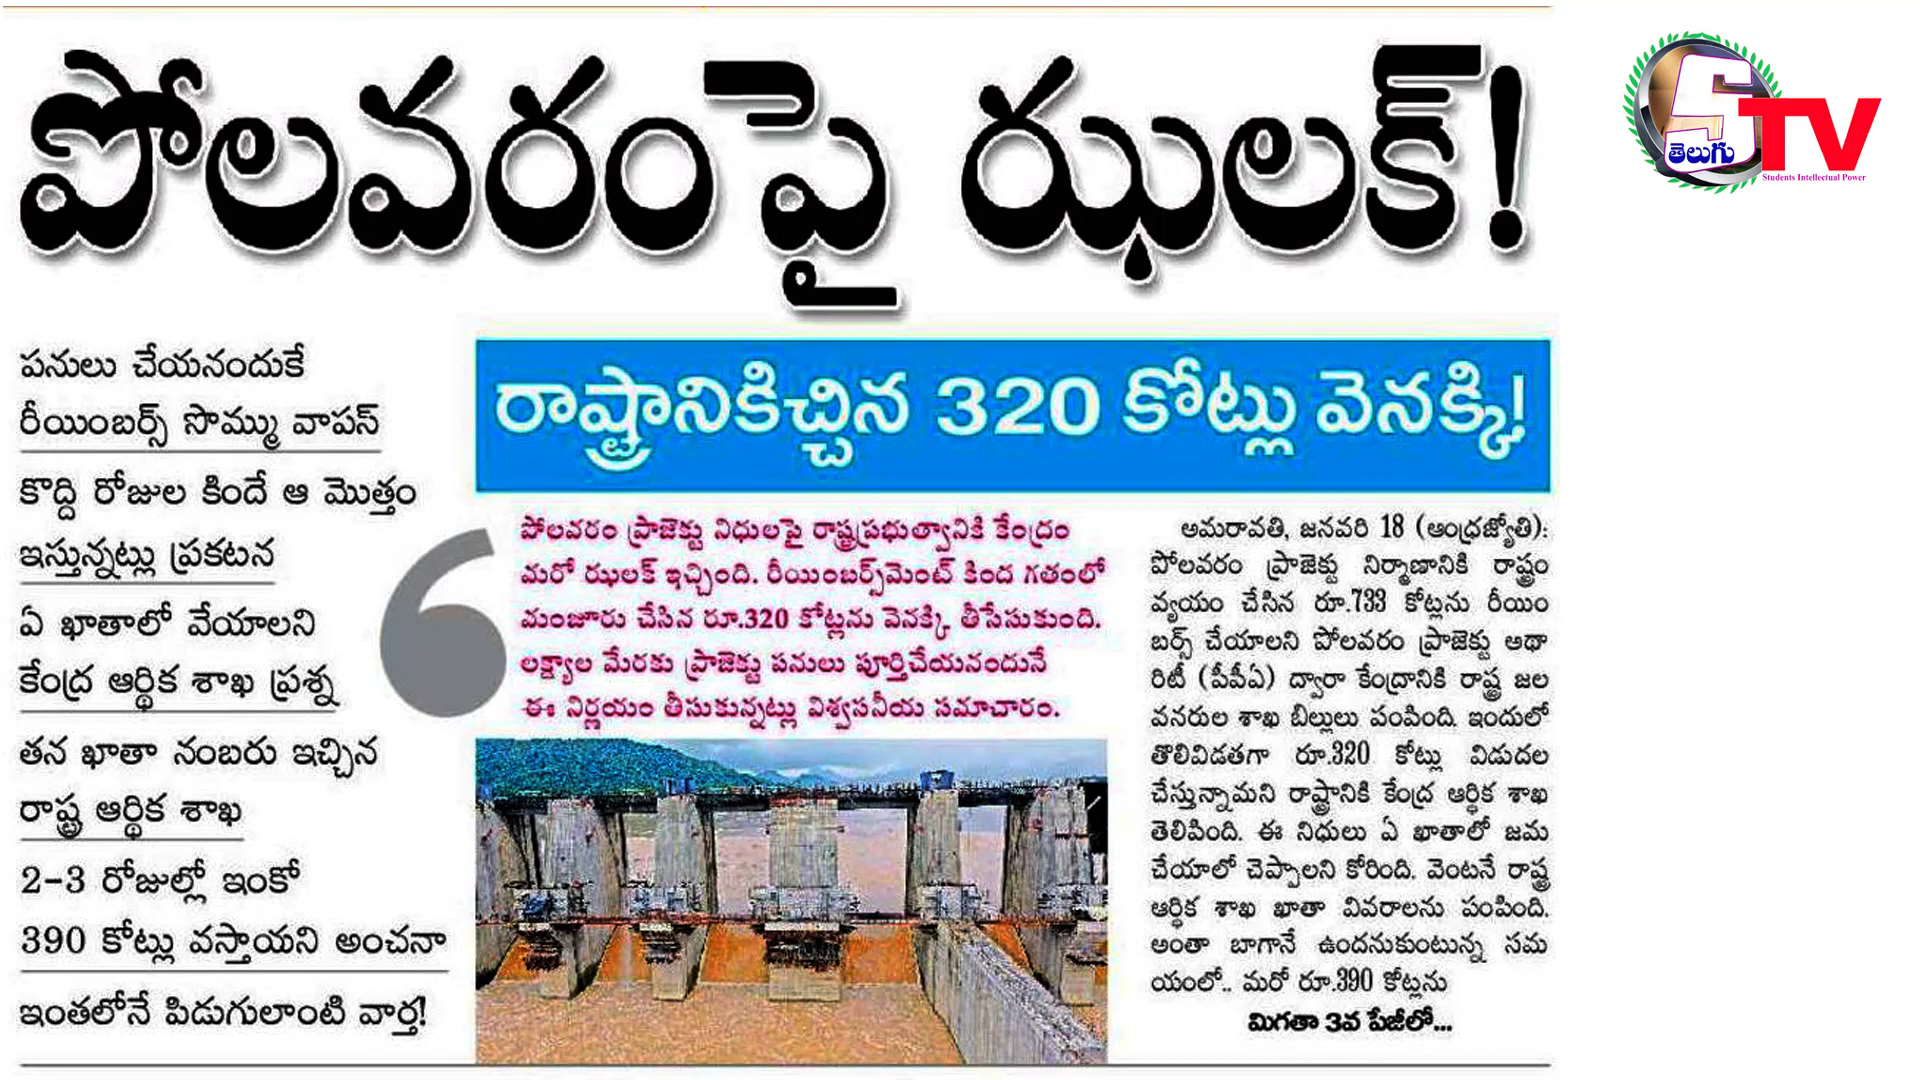 పోలవరంపై ఝలక్!
S TV
తెలుగు
Students Intellectual Power
పనులు చేయనందుకే
రీయింబర్స్ సొమ్ము వాపస్
కొద్ది రోజుల కిందే ఆ మొత్తం
ఇస్తున్నట్లు ప్రకటన
ఏ ఖాతాలో వేయాలని
కేంద్ర ఆర్థిక శాఖ ప్రశ్న
తన ఖాతా నంబరు ఇచ్చిన
రాష్ట్ర ఆర్థిక శాఖ
2-3 రోజుల్లో ఇంకో
390 కోట్లు వస్తాయని అంచనా
ఇంతలోనే పిడుగులాంటి వార్త!
రాష్ట్రానికిచ్చిన 320 కోట్లు వెనక్కి!
పోలవరం ప్రాజెక్టు నిధులపై రాష్ట్రప్రభుత్వానికి కేంద్రం
మరో ఝలక్ ఇచ్చింది. రీయింబర్స్‌మెంట్ కింద గతంలో
మంజూరు చేసిన రూ.320 కోట్లను వెనక్కి తీసేసుకుంది.
లక్ష్యాల మేరకు ప్రాజెక్టు పనులు పూర్తిచేయనందునే
ఈ నిర్ణయం తీసుకున్నట్లు విశ్వసనీయ సమాచారం.
అమరావతి, జనవరి 18 (ఆంధ్రజ్యోతి):
పోలవరం ప్రాజెక్టు నిర్మాణానికి రాష్ట్రం
వ్యయం చేసిన రూ.733 కోట్లను రీయిం
బర్స్ చేయాలని పోలవరం ప్రాజెక్టు అథా
రిటీ (పీపీఏ) ద్వారా కేంద్రానికి రాష్ట్ర జల
వనరుల శాఖ బిల్లులు పంపింది. ఇందులో
తొలివిడతగా రూ.320 కోట్లు విడుదల
చేస్తున్నామని రాష్ట్రానికి కేంద్ర ఆర్థిక శాఖ
తెలిపింది. ఈ నిధులు ఏ ఖాతాలో జమ
చేయాలో చెప్పాలని కోరింది. వెంటనే రాష్ట్ర
ఆర్థిక శాఖ ఖాతా వివరాలను పంపింది.
అంతా బాగానే ఉందనుకుంటున్న సమ
యంలో.. మరో రూ.390 కోట్లను
మిగతా 3వ పేజీలో...